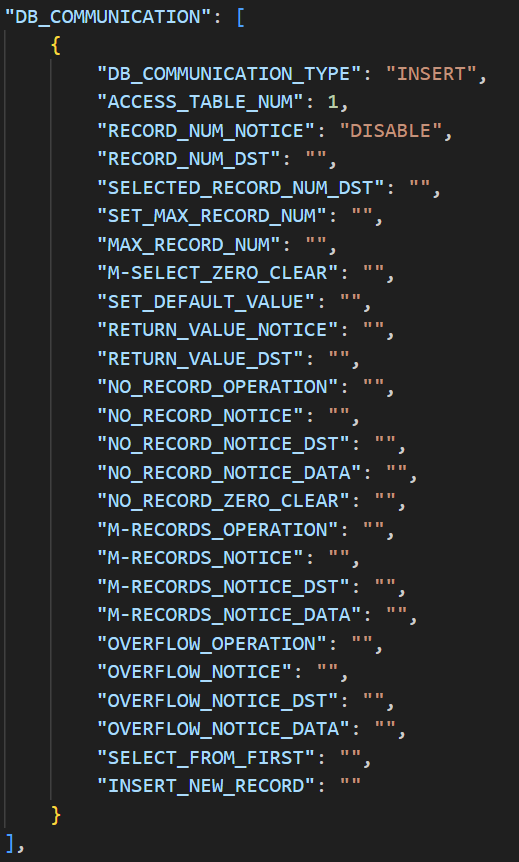 "DB_COMMUNICATION": [
{
"DB_COMMUNICATION_TYPE": "INSERT",
"ACCESS_TABLE_NUM": 1,
"RECORD_NUM_NOTICE": "DISABLE",
"RECORD_NUM_DST": "",
"SELECTED_RECORD_NUM_DST": "",
"SET_MAX_RECORD_NUM": "",
"MAX_RECORD_NUM": "",
"M-SELECT_ZERO_CLEAR": "",
"SET_DEFAULT_VALUE": "",
"RETURN_VALUE_NOTICE": "",
"RETURN_VALUE_DST": "",
"NO_RECORD_OPERATION": "",
"NO_RECORD_NOTICE": "",
"NO_RECORD_NOTICE_DST": "",
"NO_RECORD_NOTICE_DATA": "",
"NO_RECORD_ZERO_CLEAR": "",
"M-RECORDS_OPERATION": "",
"M-RECORDS_NOTICE": "",
"M-RECORDS_NOTICE_DST": "",
"M-RECORDS_NOTICE_DATA": "",
"OVERFLOW_OPERATION": "",
"OVERFLOW_NOTICE": "",
"OVERFLOW_NOTICE_DST": "",
"OVERFLOW_NOTICE_DATA": "",
"SELECT_FROM_FIRST": "",
"INSERT_NEW_RECORD": ""
}
],